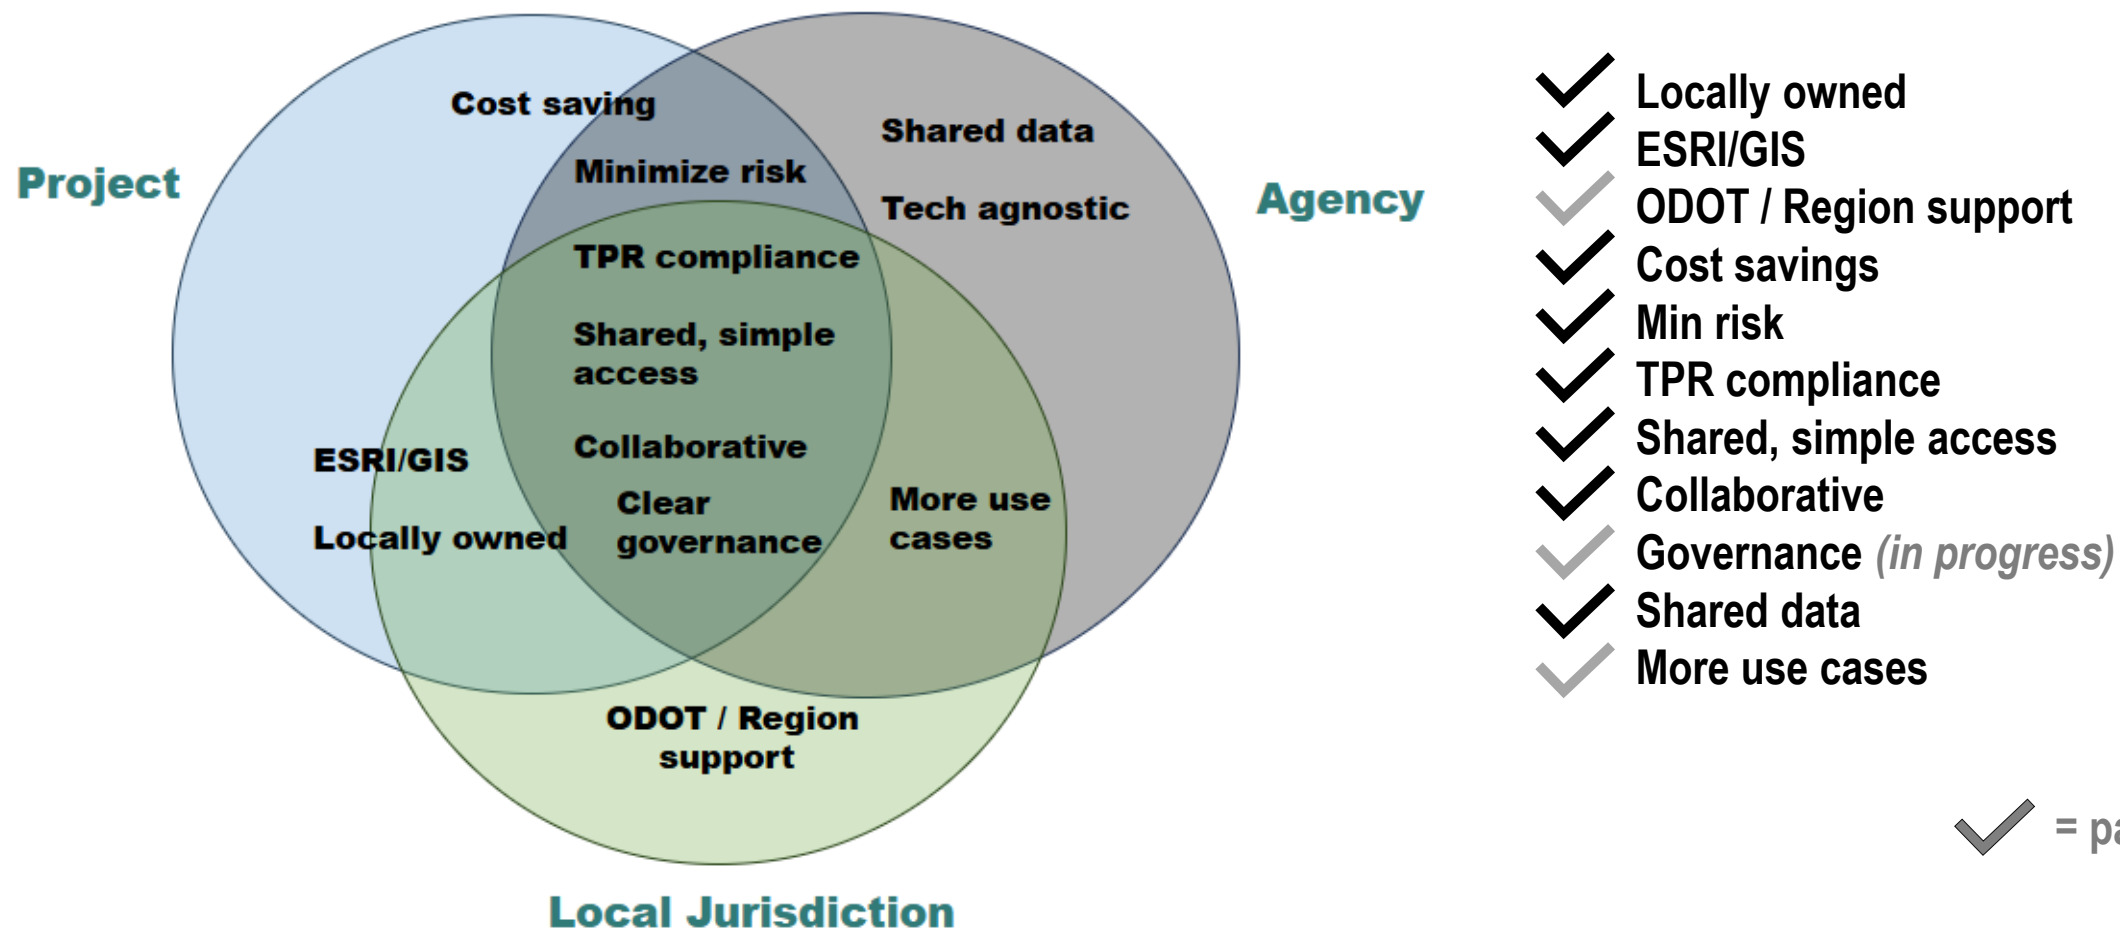 Project
Cost saving
Minimize risk
Shared data
Tech agnostic
Agency
TPR compliance
Shared, simple
access
Collaborative
Clear
governance
ESRI/GIS
Locally owned
More use
cases
ODOT / Region
support
Local Jurisdiction
Locally owned
ESRI/GIS
ODOT / Region support
Cost savings
Min risk
TPR compliance
Shared, simple access
Collaborative
Governance (in progress)
Shared data
More use cases
=